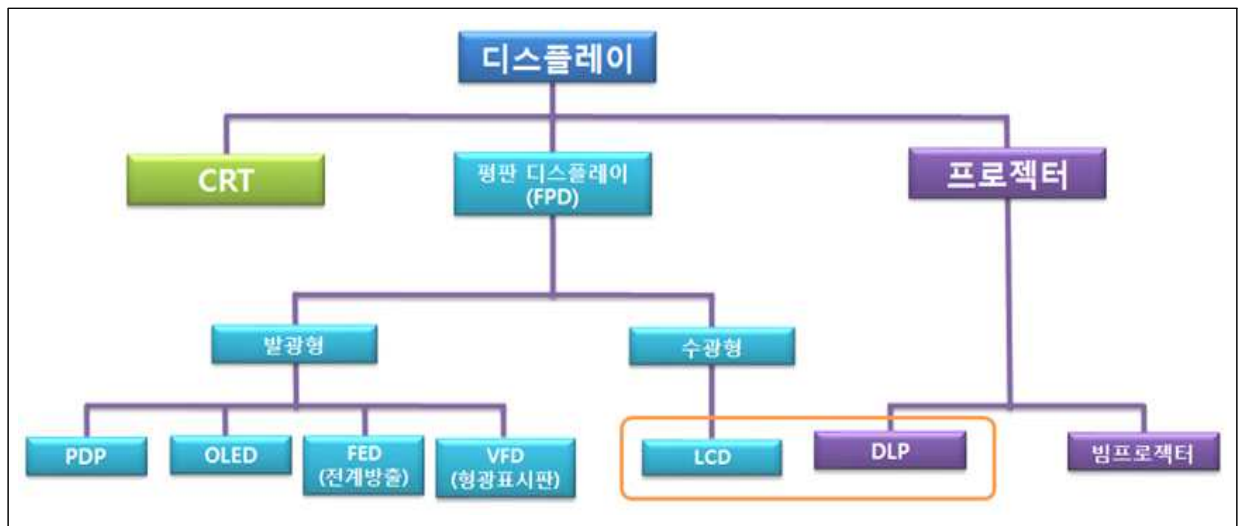 디스플레이
CRT
평판 디스플레이
(FPD)
프로젝터
발광형
수광형
PDP
OLED
FED
(전계방출)
VFD
(형광표시판)
LCD
DLP
빔프로젝터